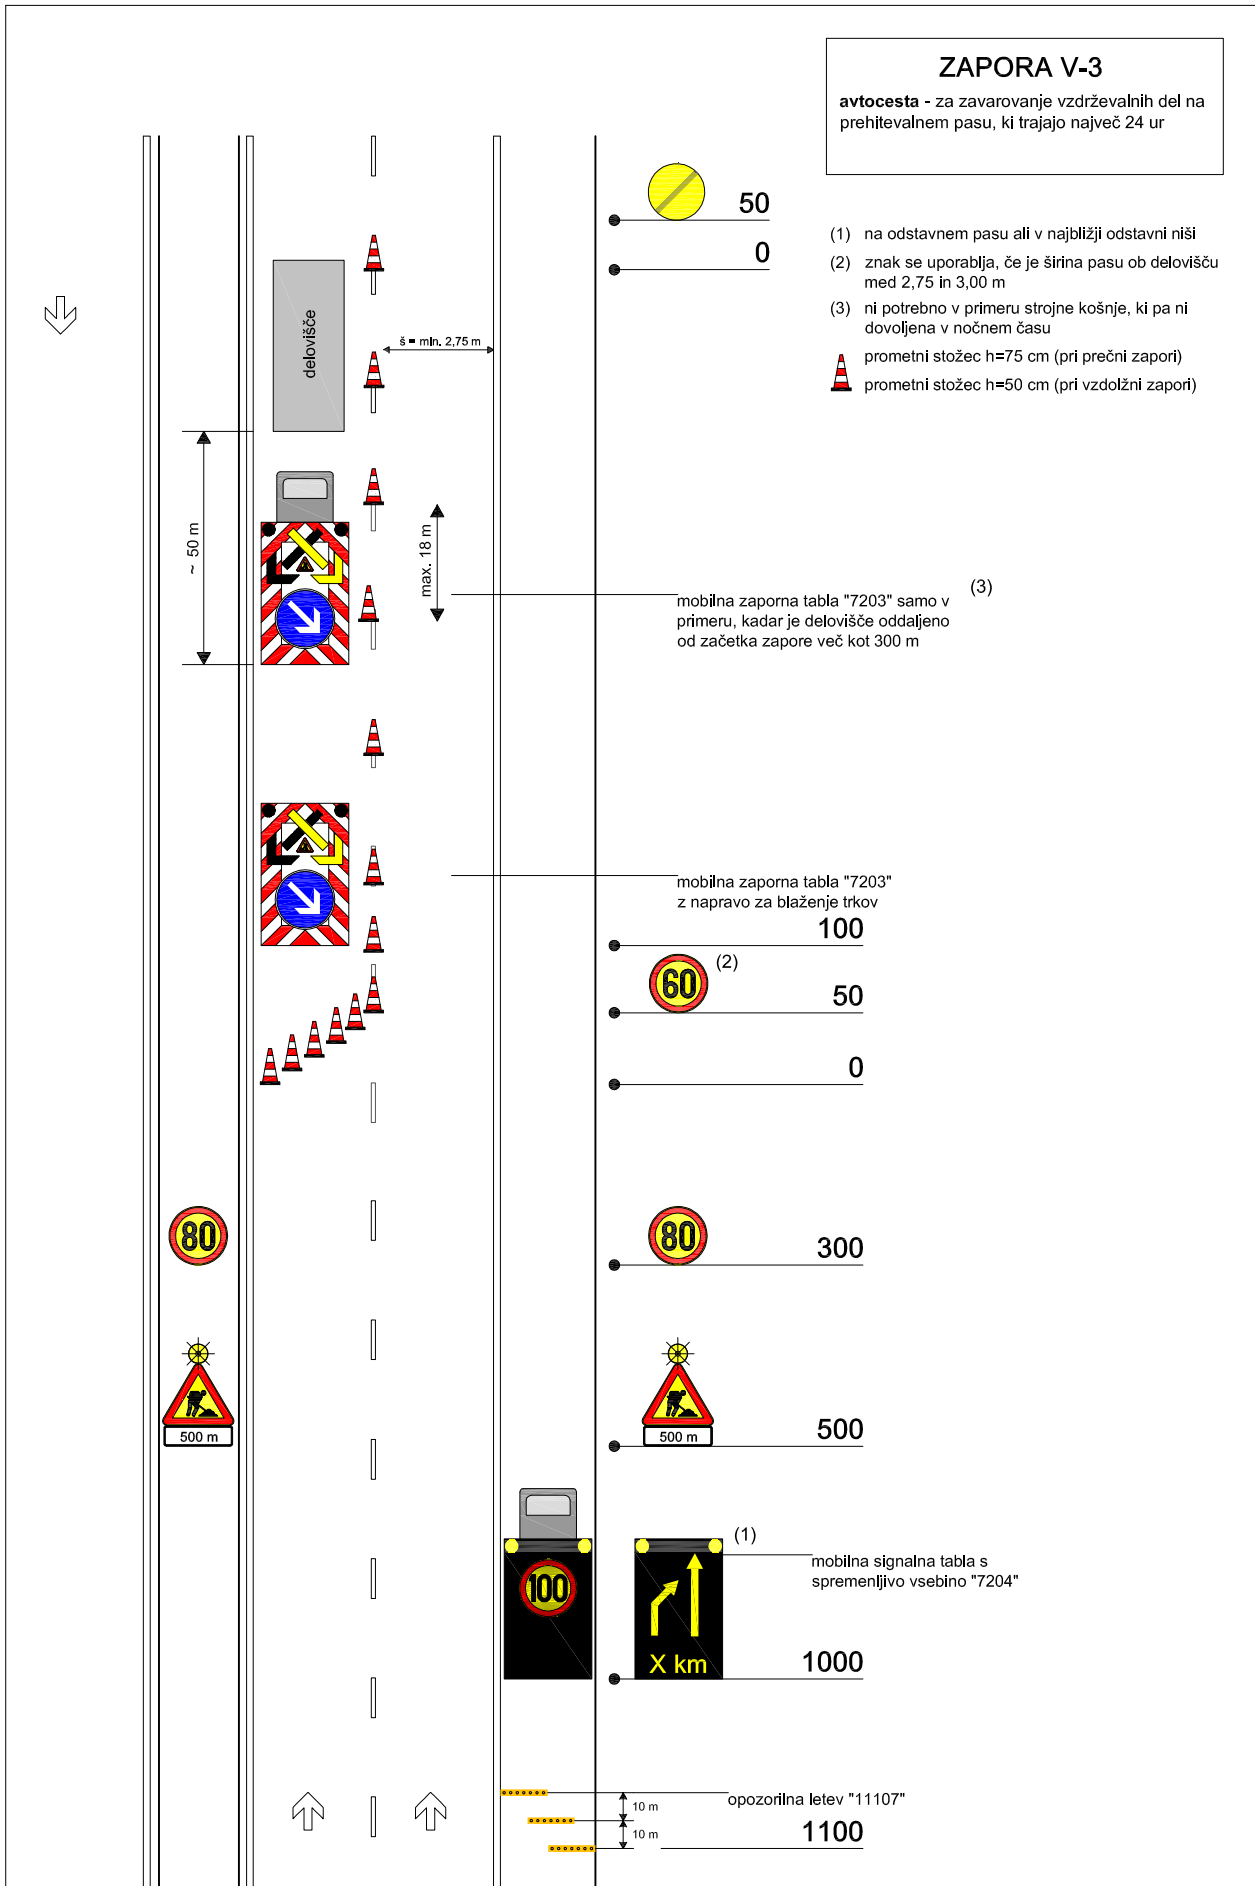 ZAPORA V-3
avtocesta - za zavarovanje vzdrževalnih del na
prehitevalnem pasu, ki trajajo največ 24 ur
50
0
(1) na odstavnem pasu ali v najbližji odstavni niši
(2) znak se uporablja, če je širina pasu ob delovišču
med 2,75 in 3,00 m
(3) ni potrebno v primeru strojne košnje, ki pa ni
dovoljena v nočnem času
prometni stožec h=75 cm (pri prečni zapori)
prometni stožec h=50 cm (pri vzdolžni zapori)
delovišče
š = min. 2,75 m
~ 50 m
max. 18 m
(3)
mobilna zaporna tabla "7203" samo v
primeru, kadar je delovišče oddaljeno
od začetka zapore več kot 300 m
mobilna zaporna tabla "7203"
z napravo za blaženje trkov
100
60
(2)
50
0
80
80
300
500 m
500 m
500
(1)
mobilna signalna tabla s
spremenljivo vsebino "7204"
100
X km
1000
10 m
opozorilna letev "11107"
10 m
1100